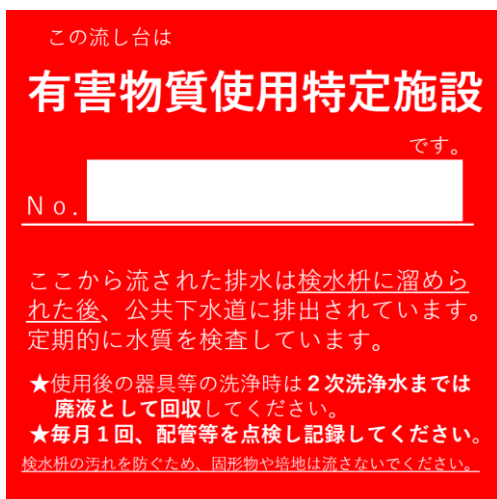 この流し台は
有害物質使用特定施設
です。
Ｎｏ.
ここから流された排水は検水枡に溜めら
れた後、公共下水道に排出されています。
定期的に水質を検査しています。
★使用後の器具等の洗浄時は２次洗浄水までは
廃液として回収してください。
★毎月１回、配管等を点検し記録してください。
検水枡の汚れを防ぐため、固形物や培地は流さないでください。